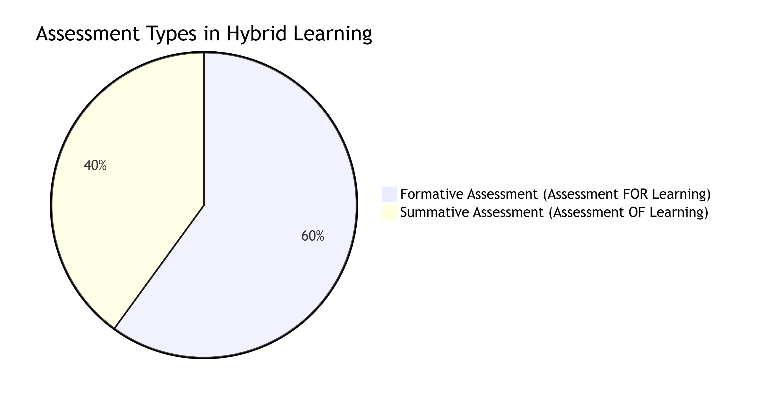 Assessment Types in Hybrid Learning
40%
60%
Formative Assessment (Assessment FOR Learning)
Summative Assessment (Assessment OF Learning)